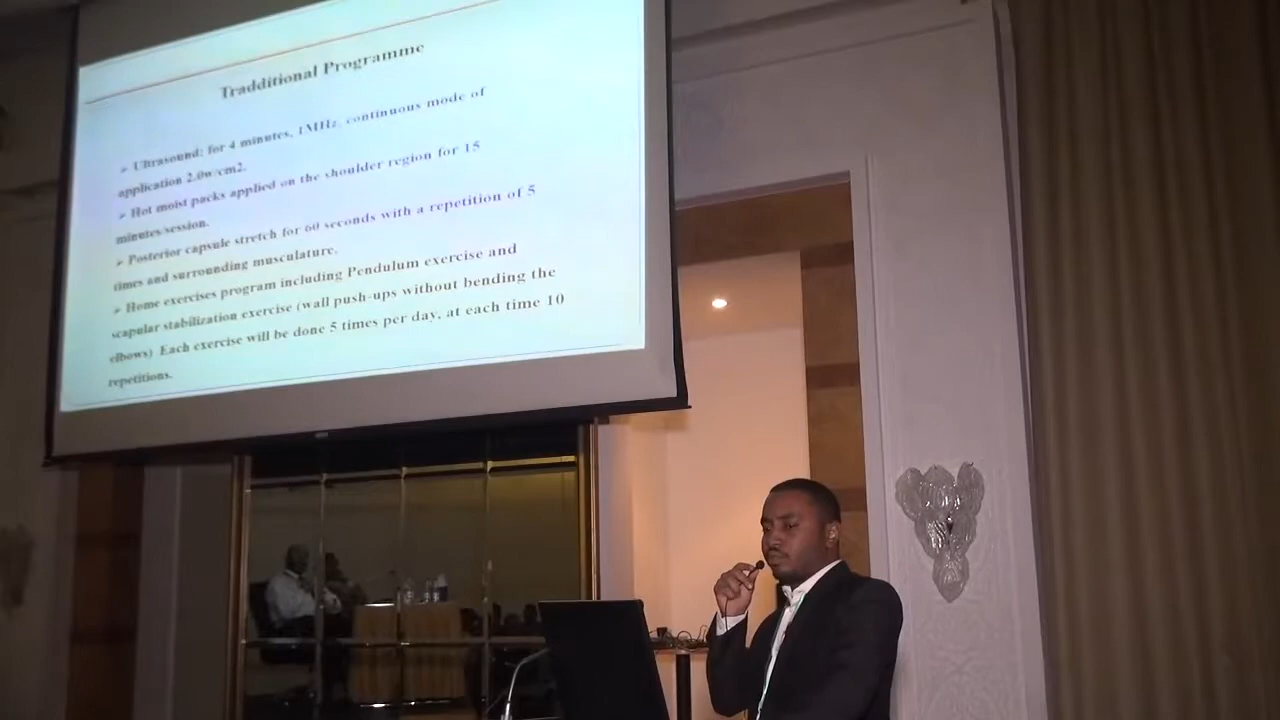 Tradditional Programme
➢ Ultrasound: for 4 minutes, 1MHz, continuous mode of
application 2.0w/cm2.
➢ Hot moist packs applied on the shoulder region for 15
minutes/session.
➢ Posterior capsule stretch for 60 seconds with a repetition of 5
times and surrounding musculature.
➢ Home exercises program including Pendulum exercise and
scapular stabilization exercise (wall push-ups without bending the
elbows) Each exercise will be done 5 times per day, at each time 10
repetitions.